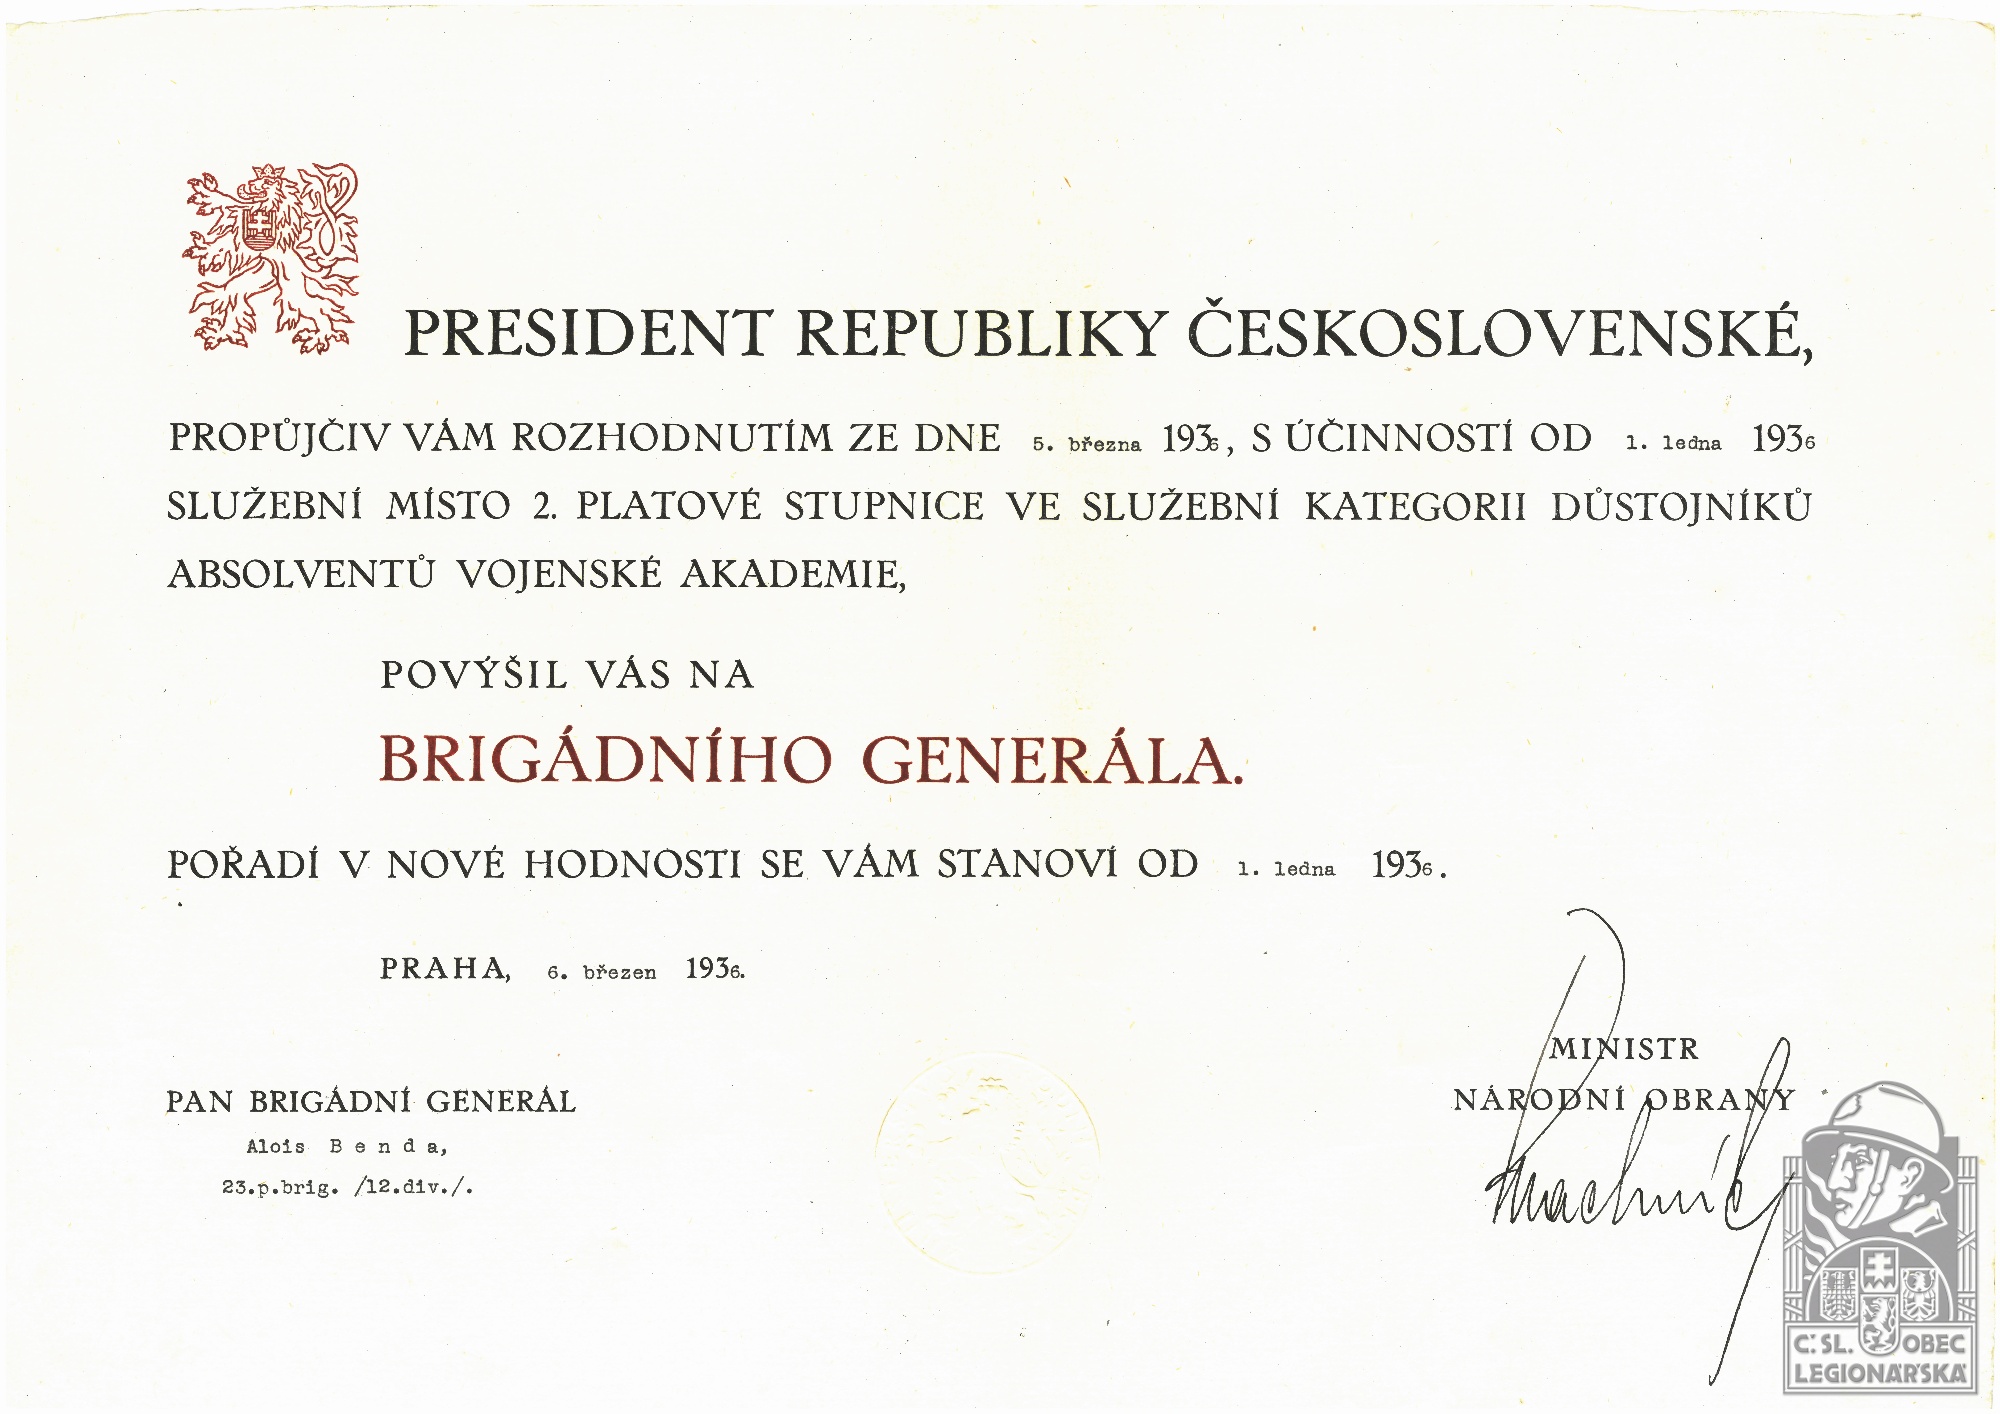 PRESIDENT REPUBLIKY ČESKOSLOVENSKÉ,
PROPŮJČIV VÁM ROZHODNUTÍM ZE DNE 5. března 1936, S ÚČINNOSTÍ OD 1. ledna 1936
SLUŽEBNÍ MÍSTO 2. PLATOVÉ STUPNICE VE SLUŽEBNÍ KATEGORII DŮSTOJNÍKŮ
ABSOLVENTŮ VOJENSKÉ AKADEMIE,
POVÝŠIL VÁS NA
BRIGÁDNÍHO GENERÁLA.
POŘADÍ V NOVÉ HODNOSTI SE VÁM STANOVÍ OD 1. ledna 1936.
PRAHA, 6. březen 1936.
MINISTR
NÁRODNÍ OBRANY
Machník
PAN BRIGÁDNÍ GENERÁL
Alois B e n d a,
23.p.brig. /12.div./.
Č.SL. OBEC
LEGIONÁŘSKÁ